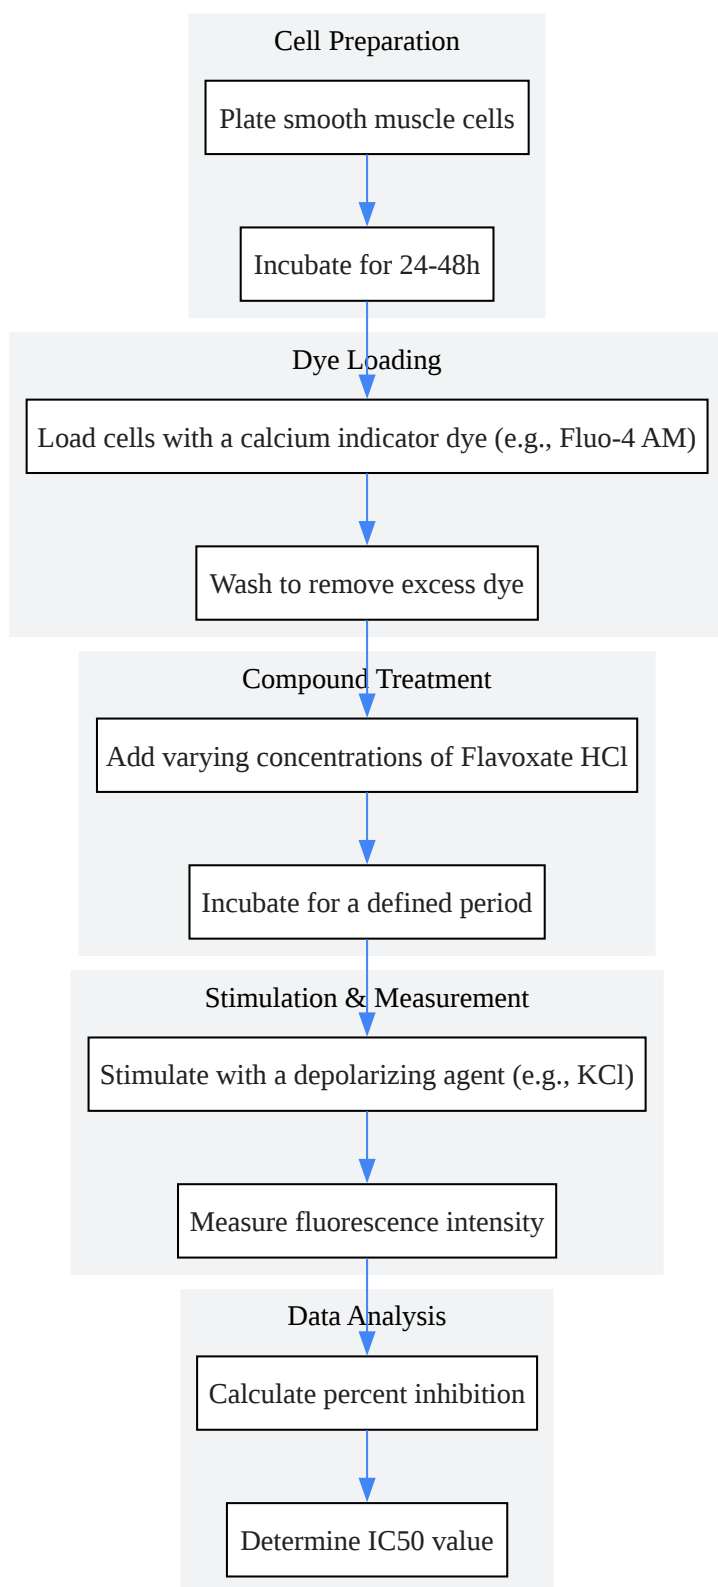 Cell Preparation
Plate smooth muscle cells
Incubate for 24-48h
Dye Loading
Load cells with a calcium indicator dye (e.g., Fluo-4 AM)
Wash to remove excess dye
Compound Treatment
Add varying concentrations of Flavoxate HCl
Incubate for a defined period
Stimulation & Measurement
Stimulate with a depolarizing agent (e.g., KCl)
Measure fluorescence intensity
Data Analysis
Calculate percent inhibition
Determine IC50 value